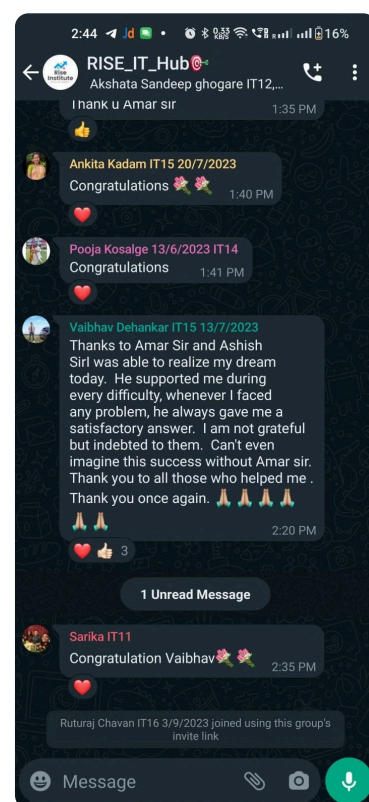 2:44
0.33
KB/S
16%
Rise
Institute
RISE_IT_Hub🎯
Akshata Sandeep ghogare IT12,...
Thank u Amar sir
1:35 PM
👍
Ankita Kadam IT15 20/7/2023
Congratulations 💐 💐
1:40 PM
❤️
Pooja Kosalge 13/6/2023 IT14
Congratulations
1:41 PM
❤️
Vaibhav Dehankar IT15 13/7/2023
Thanks to Amar Sir and Ashish
SirI was able to realize my dream
today. He supported me during
every difficulty, whenever I faced
any problem, he always gave me a
satisfactory answer. I am not grateful
but indebted to them. Can't even
imagine this success without Amar sir.
Thank you to all those who helped me .
Thank you once again. 🙏🏼 🙏🏼 🙏🏼 🙏🏼
🙏🏼 🙏🏼
2:20 PM
❤️ 👍🏻 3
1 Unread Message
Sarika IT11
Congratulation Vaibhav💐 💐
2:35 PM
❤️
Ruturaj Chavan IT16 3/9/2023 joined using this group's
invite link
Message